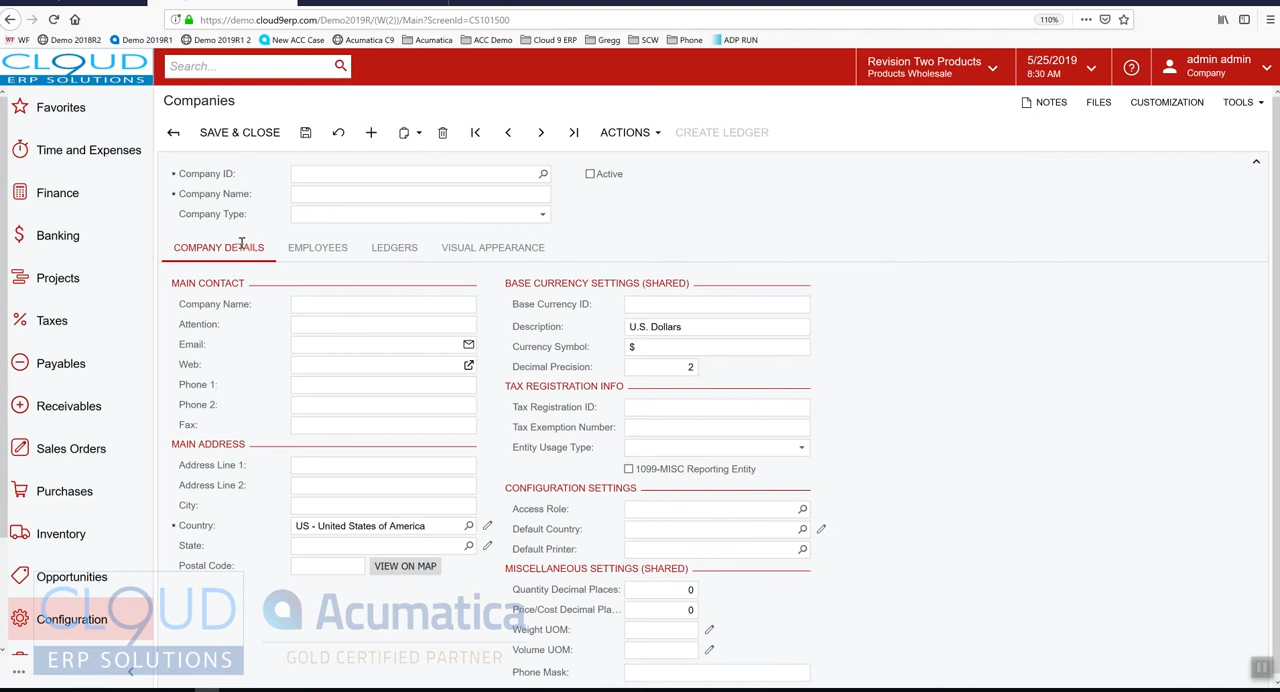 https://demo.cloud9erp.com/Demo2019R/(W(2))/Main?ScreenId=CS101500
110%
WF Demo 2018R2 Demo 2019R1 Demo 2019R1 2 New ACC Case Acumatica C9 Acumatica ACC Demo Cloud 9 ERP Gregg SCW Phone ADP RUN
CLOUD
ERP SOLUTIONS
Search...
Revision Two Products
Products Wholesale
5/25/2019
8:30 AM
admin admin
Company
Favorites
Time and Expenses
Finance
Banking
Projects
Taxes
Payables
Receivables
Sales Orders
Purchases
Inventory
Opportunities
Configuration
Companies
NOTES FILES CUSTOMIZATION TOOLS
SAVE & CLOSE ACTIONS CREATE LEDGER
Company ID:
Active
Company Name:
Company Type:
COMPANY DETAILS EMPLOYEES LEDGERS VISUAL APPEARANCE
MAIN CONTACT
Company Name:
Attention:
Email:
Web:
Phone 1:
Phone 2:
Fax:
MAIN ADDRESS
Address Line 1:
Address Line 2:
City:
Country: US - United States of America
State:
Postal Code: VIEW ON MAP
BASE CURRENCY SETTINGS (SHARED)
Base Currency ID:
Description: U.S. Dollars
Currency Symbol: $
Decimal Precision: 2
TAX REGISTRATION INFO
Tax Registration ID:
Tax Exemption Number:
Entity Usage Type:
1099-MISC Reporting Entity
CONFIGURATION SETTINGS
Access Role:
Default Country:
Default Printer:
MISCELLANEOUS SETTINGS (SHARED)
Quantity Decimal Places: 0
Price/Cost Decimal Pla... 0
Weight UOM:
Volume UOM:
Phone Mask:
CLOUD
ERP SOLUTIONS
Acumatica
GOLD CERTIFIED PARTNER